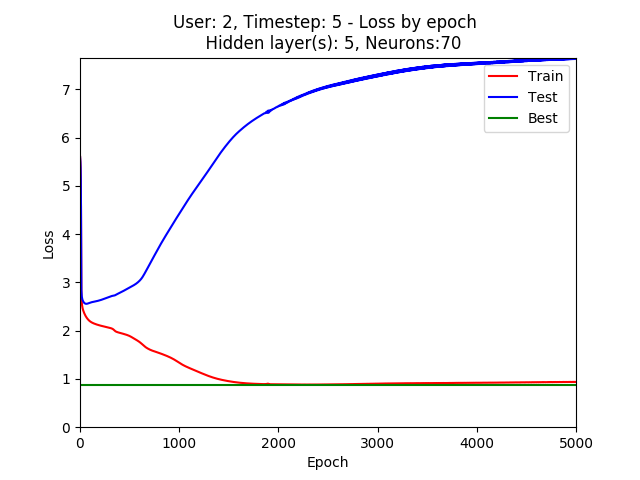 User: 2, Timestep: 5 - Loss by epoch
Hidden layer(s): 5, Neurons:70
Train
Test
Best
Loss
7
6
5
4
3
2
1
0
0 1000 2000 3000 4000 5000
Epoch